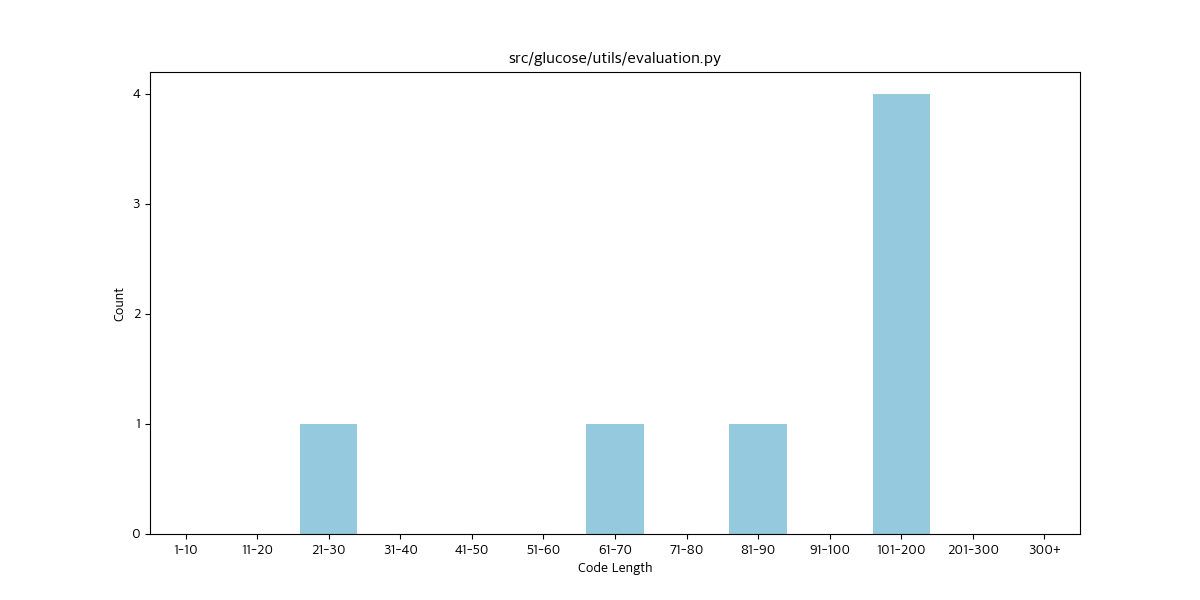 src/glucose/utils/evaluation.py
4
3
2
1
0
Count
1-10 11-20 21-30 31-40 41-50 51-60 61-70 71-80 81-90 91-100 101-200 201-300 300+
Code Length